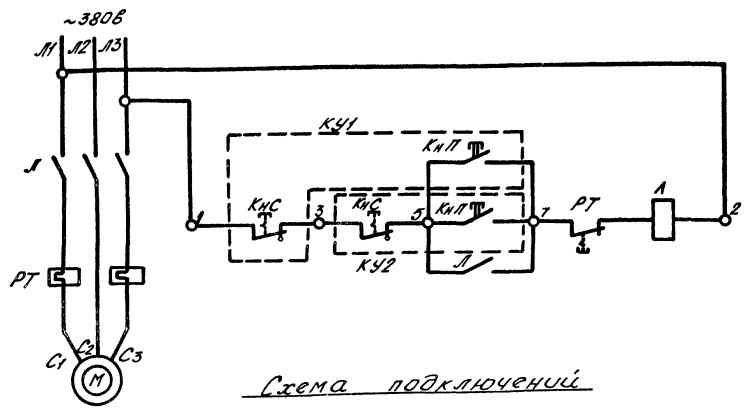 ~380в
Л1 Л2 Л3
КУ1
КнП
Л
КнС
КнС
КнП
РТ
Л
1
3
5
7
2
РТ
КУ2
Л
С1 С2 С3
М
Схема подключений